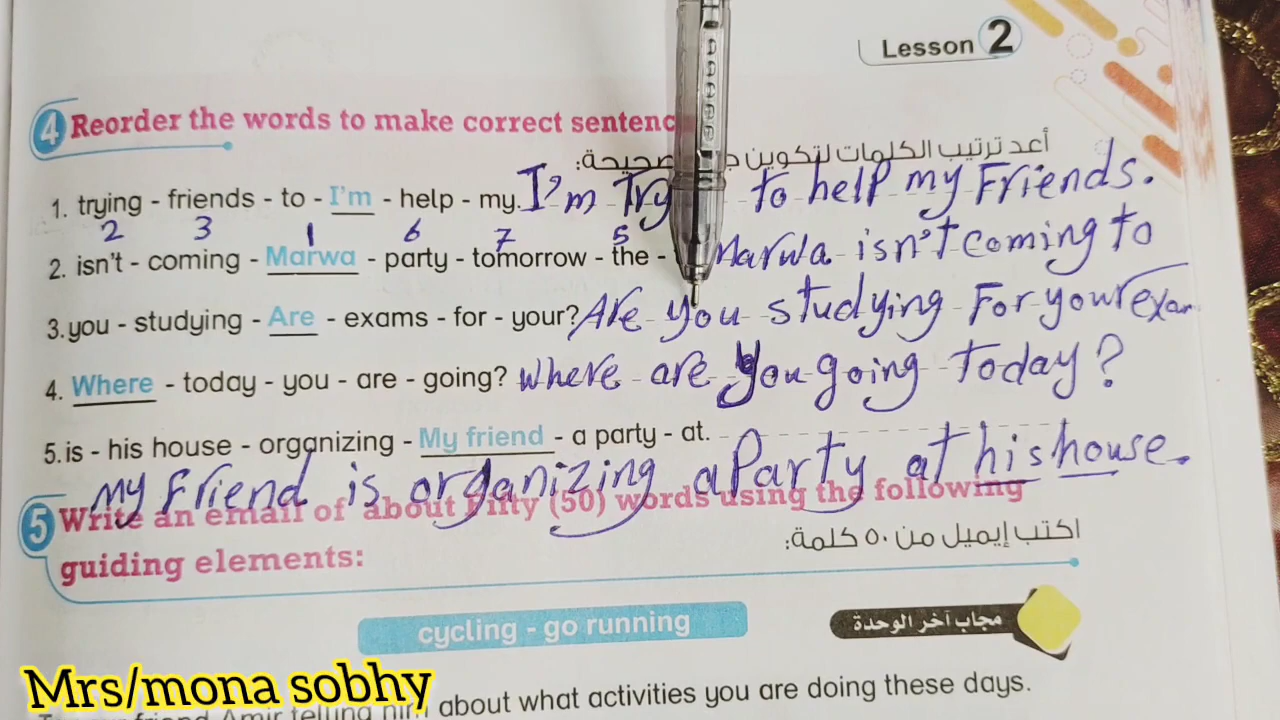 Lesson 2
4 Reorder the words to make correct sentenc
أعد ترتيب الكلمات لتكوين صحيحة:
1. trying - friends - to - I'm - help - my. I'm Try to help my Friends.
2 3 1 6 7 5
2. isn't - coming - Marwa - party - tomorrow - the - Marwa isn't coming to
3. you - studying - Are - exams - for - your? Are you studying For your exam
4. Where - today - you - are - going? Where are you going today?
5. is - his house - organizing - My friend - a party - at.
My friend is organizing a Party at his house.
5 Write an email of about Fifty (50) words using the following
guiding elements:
اكتب إيميل من ٥٠ كلمة:
cycling - go running
مجاب آخر الوحدة
friend Amir telling him about what activities you are doing these days.
Mrs/mona sobhy